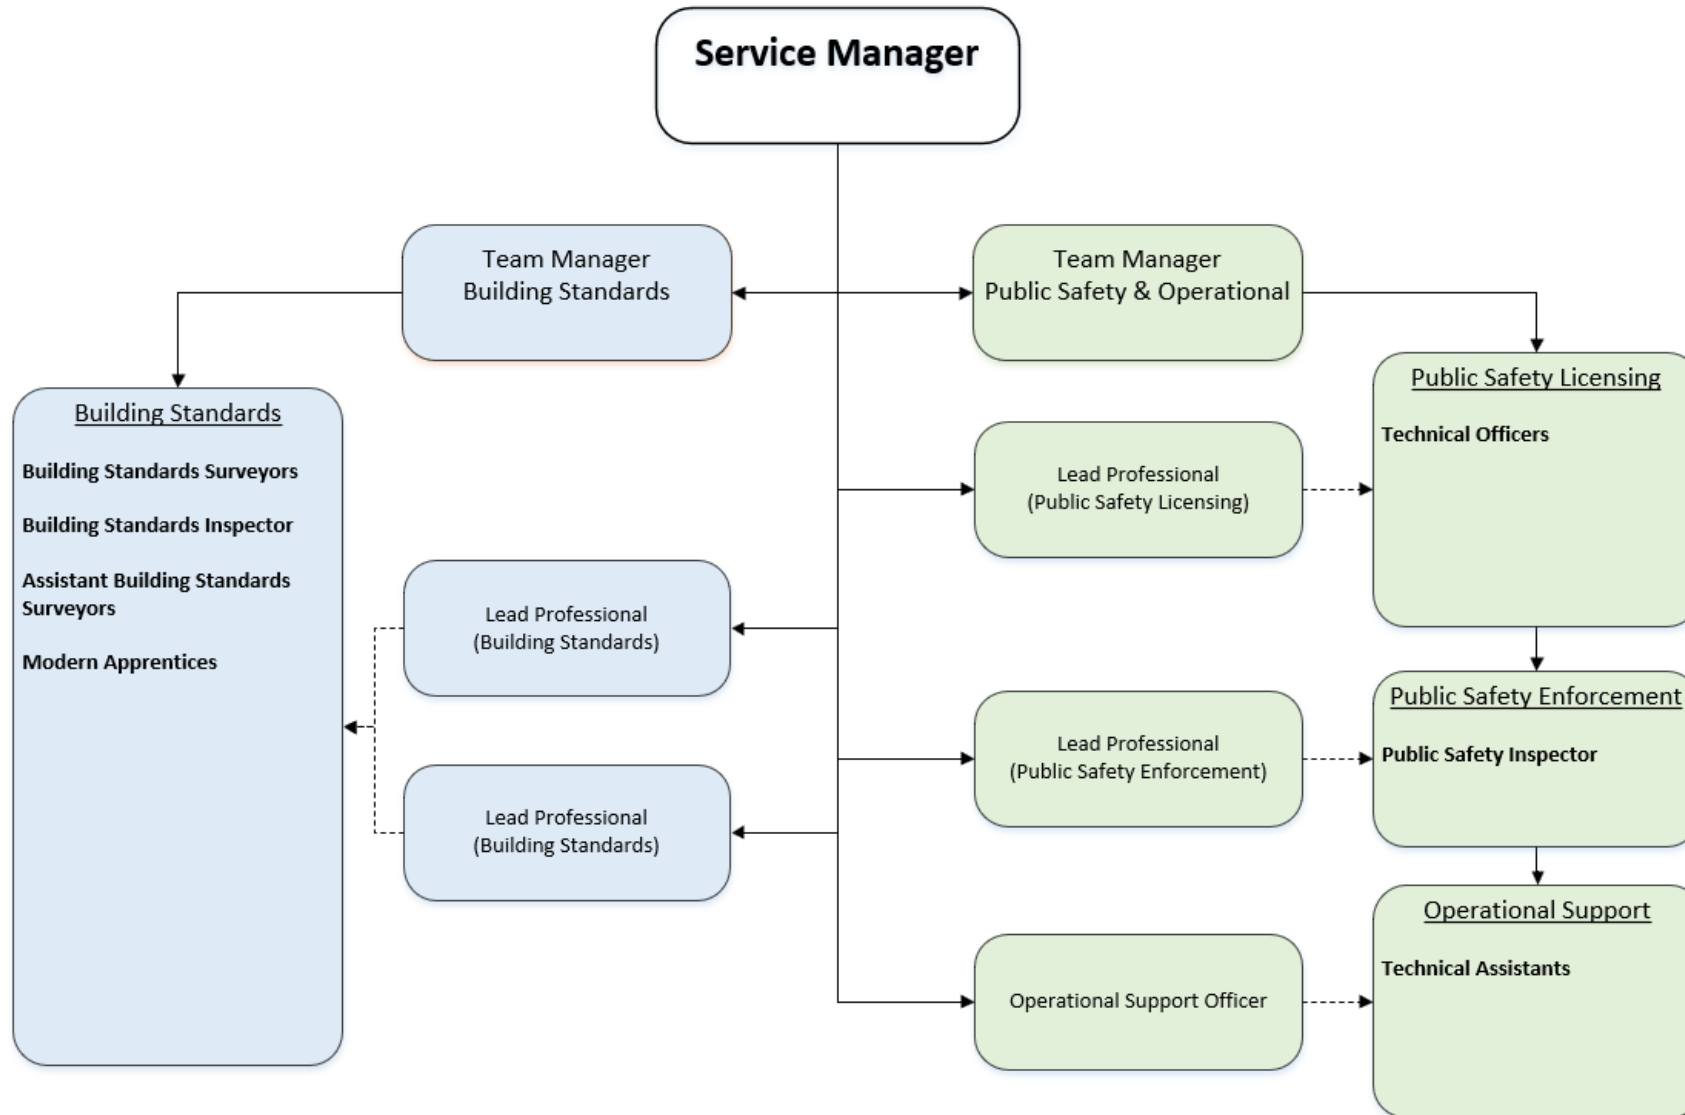 Service Manager
Team Manager
Building Standards
Team Manager
Public Safety & Operational
Building Standards
Building Standards Surveyors
Building Standards Inspector
Assistant Building Standards
Surveyors
Modern Apprentices
Lead Professional
(Building Standards)
Lead Professional
(Building Standards)
Lead Professional
(Public Safety Licensing)
Lead Professional
(Public Safety Enforcement)
Operational Support Officer
Public Safety Licensing
Technical Officers
Public Safety Enforcement
Public Safety Inspector
Operational Support
Technical Assistants